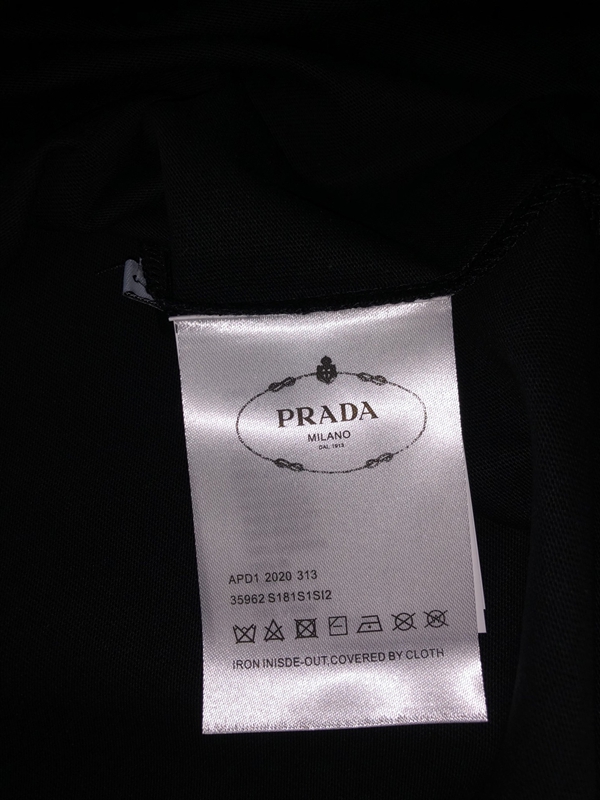 PRADA
MILANO
DAL 1913
APD1 2020 313
35962 S181S1SI2
IRON INISDE-OUT.COVERED BY CLOTH